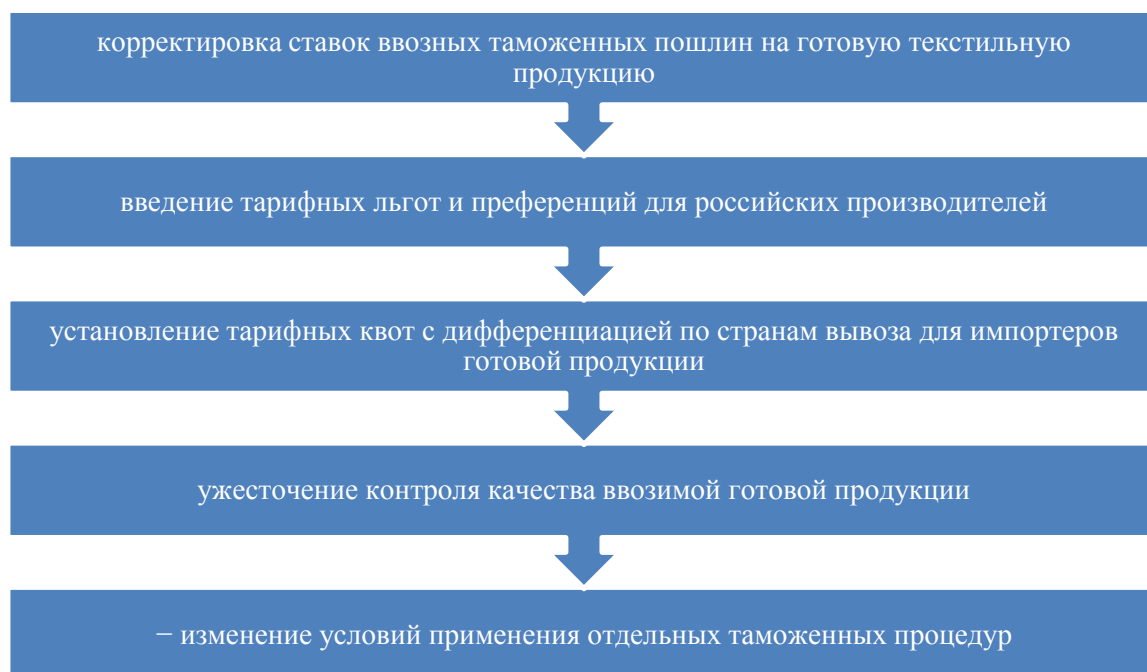 корректировка ставок ввозных таможенных пошлин на готовую текстильную
продукцию
введение тарифных льгот и преференций для российских производителей
установление тарифных квот с дифференциацией по странам вывоза для импортеров
готовой продукции
ужесточение контроля качества ввозимой готовой продукции
− изменение условий применения отдельных таможенных процедур